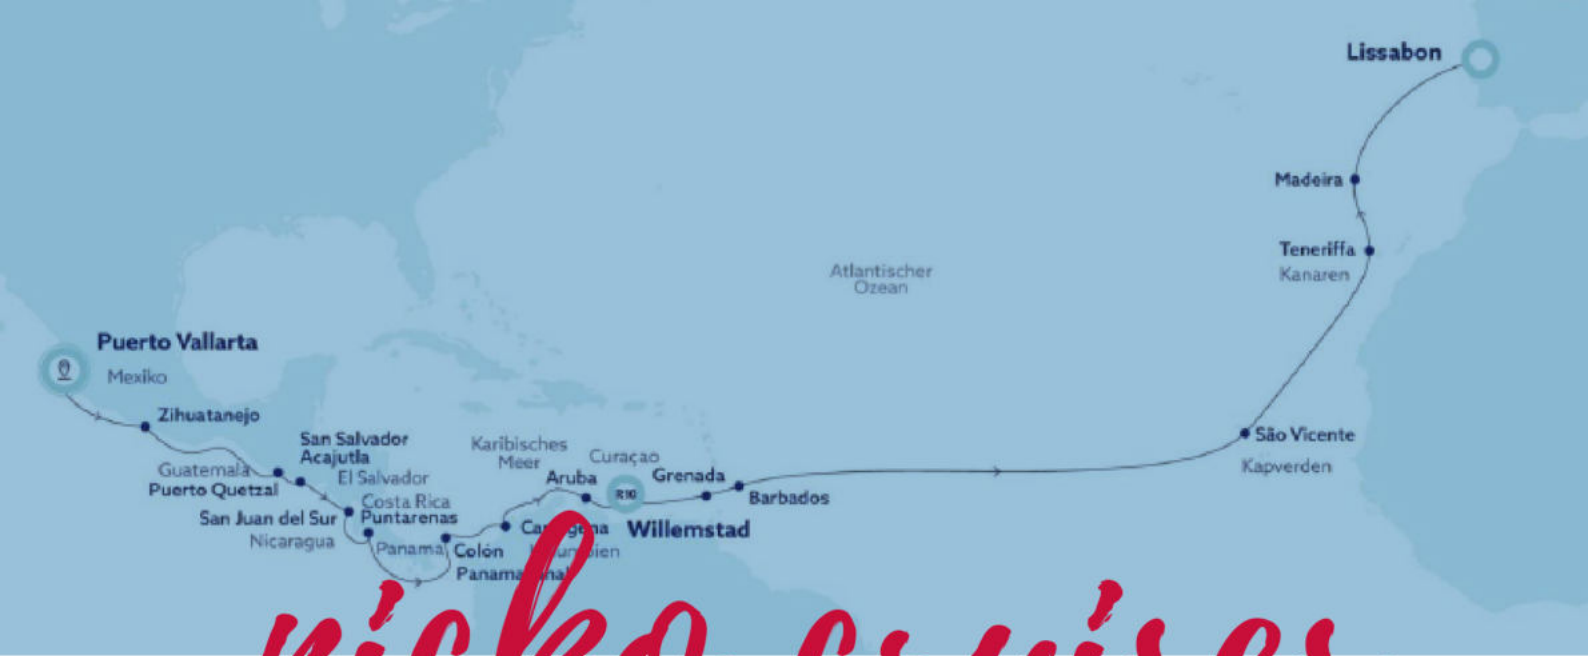 Lissabon
Madeira
Teneriffa
Kanaren
Atlantischer
Ozean
Puerto Vallarta
Mexiko
Zihuatanejo
San Salvador
Acajutla
El Salvador
Guatemala
Puerto Quetzal
Costa Rica
Puntarenas
San Juan del Sur
Nicaragua
Panama
Colón
Karibisches
Meer
Curaçao
Aruba
R10
Grenada
Barbados
Willemstad
São Vicente
Kapverden
nicko cruises